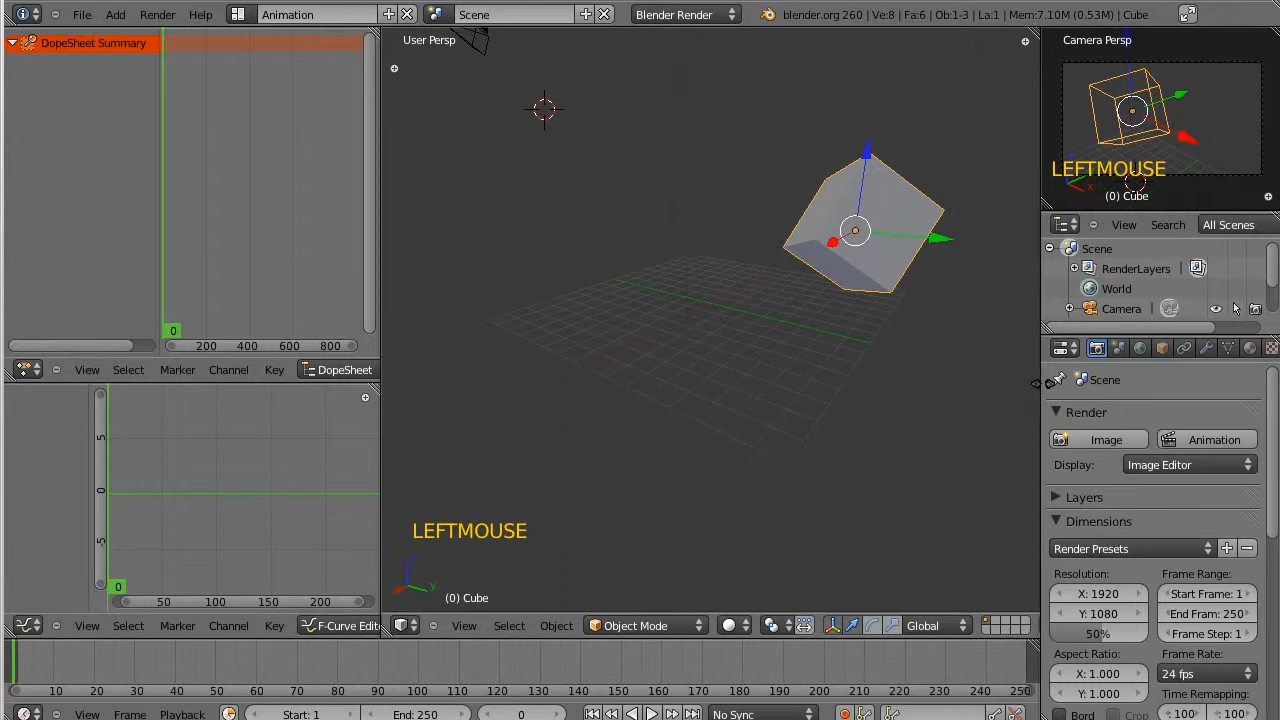 Add Render Help Animation Scene Blender Render blender.org 260 | Ve:8 | Fa:6 | Ob:1-3 | La:1 | Mem:7.10M (0.53M) | Cube
DopeSheet Summary
0
200 400 600 800
View Select Marker Channel Key DopeSheet
5
0
-5
0
50 100 150 200
View Select Marker Channel Key F-Curve Edit
User Persp
LEFTMOUSE
z
y
(0) Cube
View Select Object Object Mode Global
Camera Persp
LEFTMOUSE
x
(0) Cube
View Search All Scenes
Scene
RenderLayers |
World
Camera |
Scene
Render
Image Animation
Display: Image Editor
Layers
Dimensions
Render Presets
Resolution: Frame Range:
X: 1920 Start Frame: 1
Y: 1080 End Fram: 250
50% Frame Step: 1
Aspect Ratio: Frame Rate:
X: 1.000 24 fps
Y: 1.000 Time Remapping:
Bord Crop : 100 : 100
10 20 30 40 50 60 70 80 90 100 110 120 130 140 150 160 170 180 190 200 210 220 230 240 250
View Frame Playback Start: 1 End: 250 0 No Sync